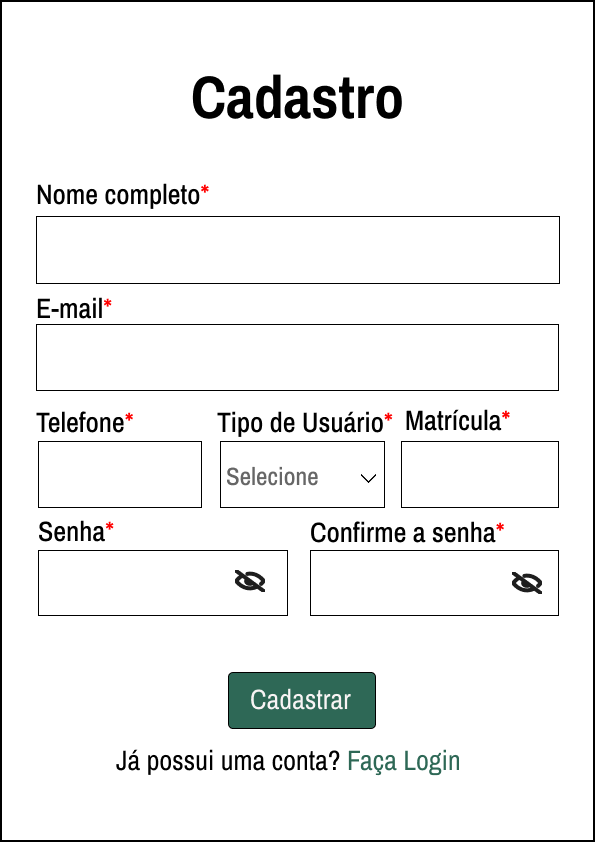 Cadastro
Nome completo*
E-mail*
Telefone* Tipo de Usuário* Matrícula*
Selecione
Senha* Confirme a senha*
Cadastrar
Já possui uma conta? Faça Login